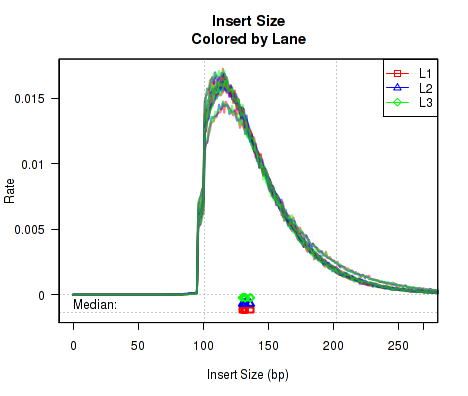 Insert Size
Colored by Lane
L1
L2
L3
0.015
0.01
0.005
0
Rate
Median:
0
50
100
150
200
250
Insert Size (bp)